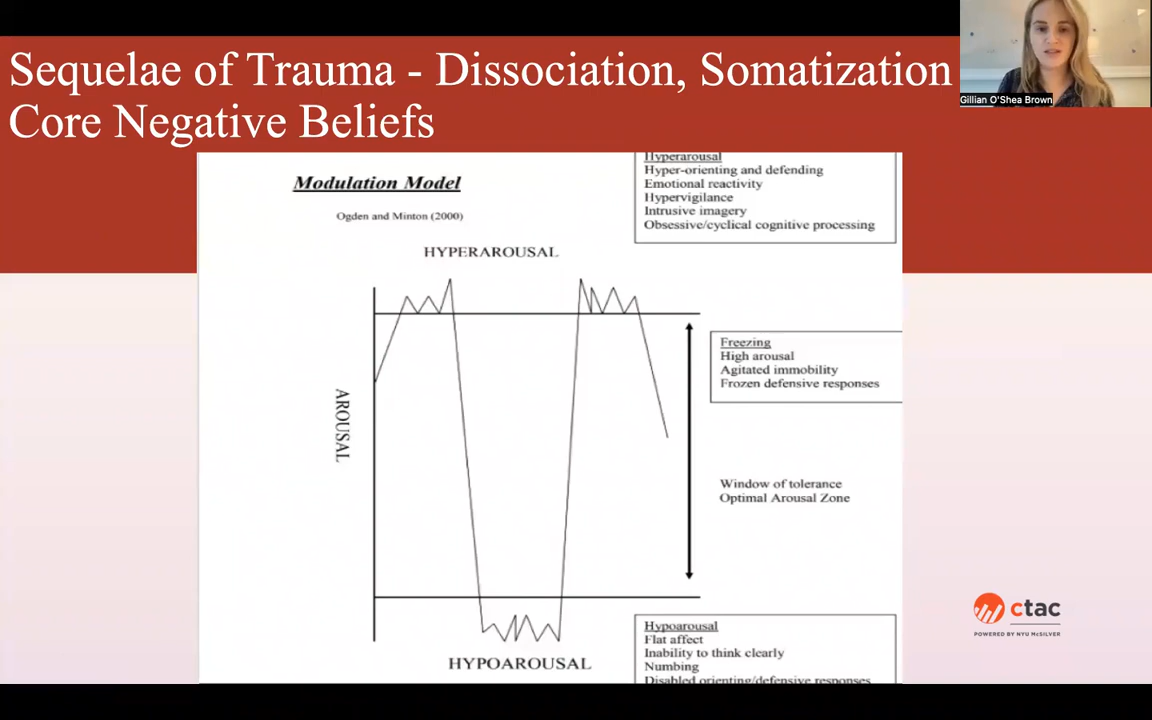 Sequelae of Trauma - Dissociation, Somatization
Core Negative Beliefs
Gillian O'Shea Brown
Modulation Model
Ogden and Minton (2000)
Hyperarousal
Hyper-orienting and defending
Emotional reactivity
Hypervigilance
Intrusive imagery
Obsessive/cyclical cognitive processing
HYPERAROUSAL
AROUSAL
Freezing
High arousal
Agitated immobility
Frozen defensive responses
Window of tolerance
Optimal Arousal Zone
HYPOAROUSAL
Hypoarousal
Flat affect
Inability to think clearly
Numbing
Disabled orienting/defensive responses
ctac
POWERED BY NYU McSILVER